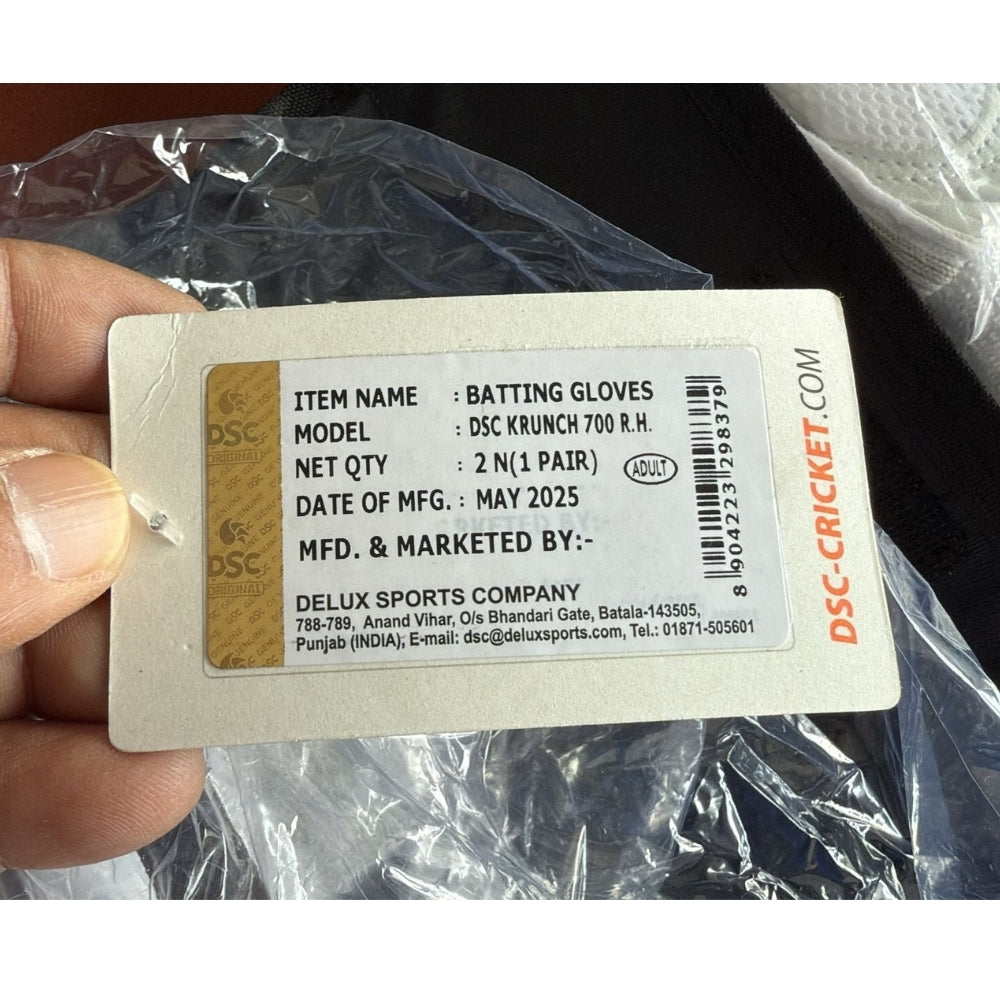 ITEM NAME : BATTING GLOVES
MODEL : DSC KRUNCH 700 R.H.
NET QTY : 2 N(1 PAIR) ADULT
DATE OF MFG. : MAY 2025
MFD. & MARKETED BY:-
DELUX SPORTS COMPANY
788-789, Anand Vihar, O/s Bhandari Gate, Batala-143505,
Punjab (INDIA), E-mail: dsc@deluxsports.com, Tel.: 01871-505601
8 904223 298379
DSC-CRICKET.COM
DSC
ORIGINAL
DSC
ORIGINAL